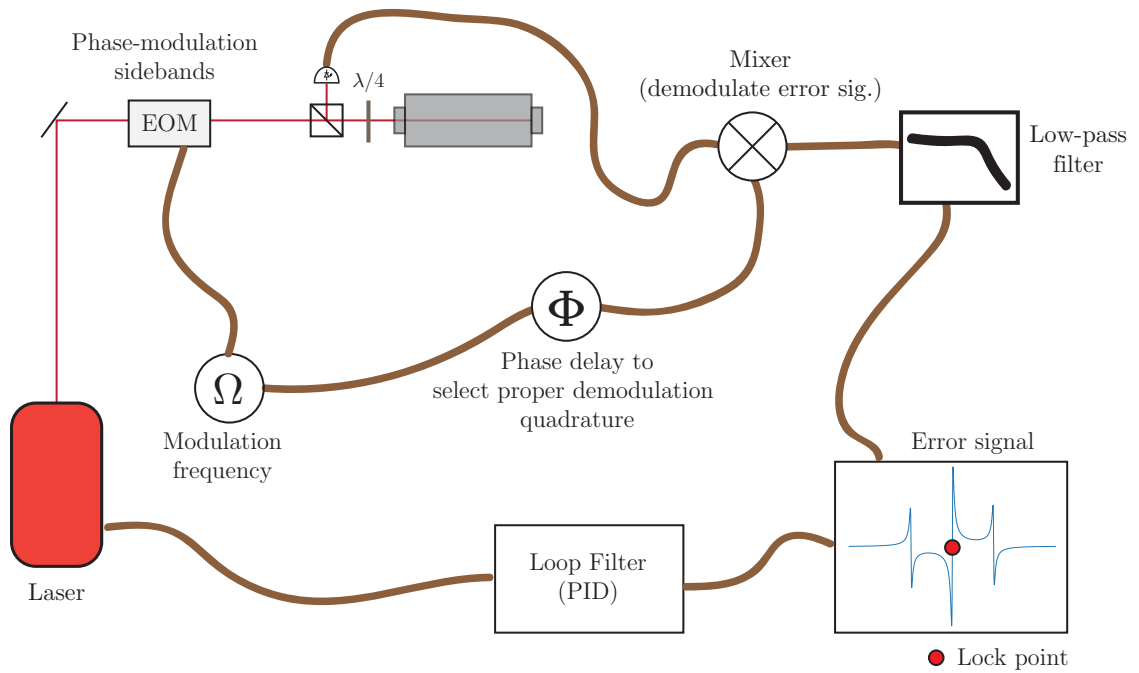 Phase-modulation
sidebands
λ/4
EOM
Mixer
(demodulate error sig.)
Low-pass
filter
Φ
Phase delay to
select proper demodulation
quadrature
Ω
Modulation
frequency
Error signal
Loop Filter
(PID)
Laser
Lock point